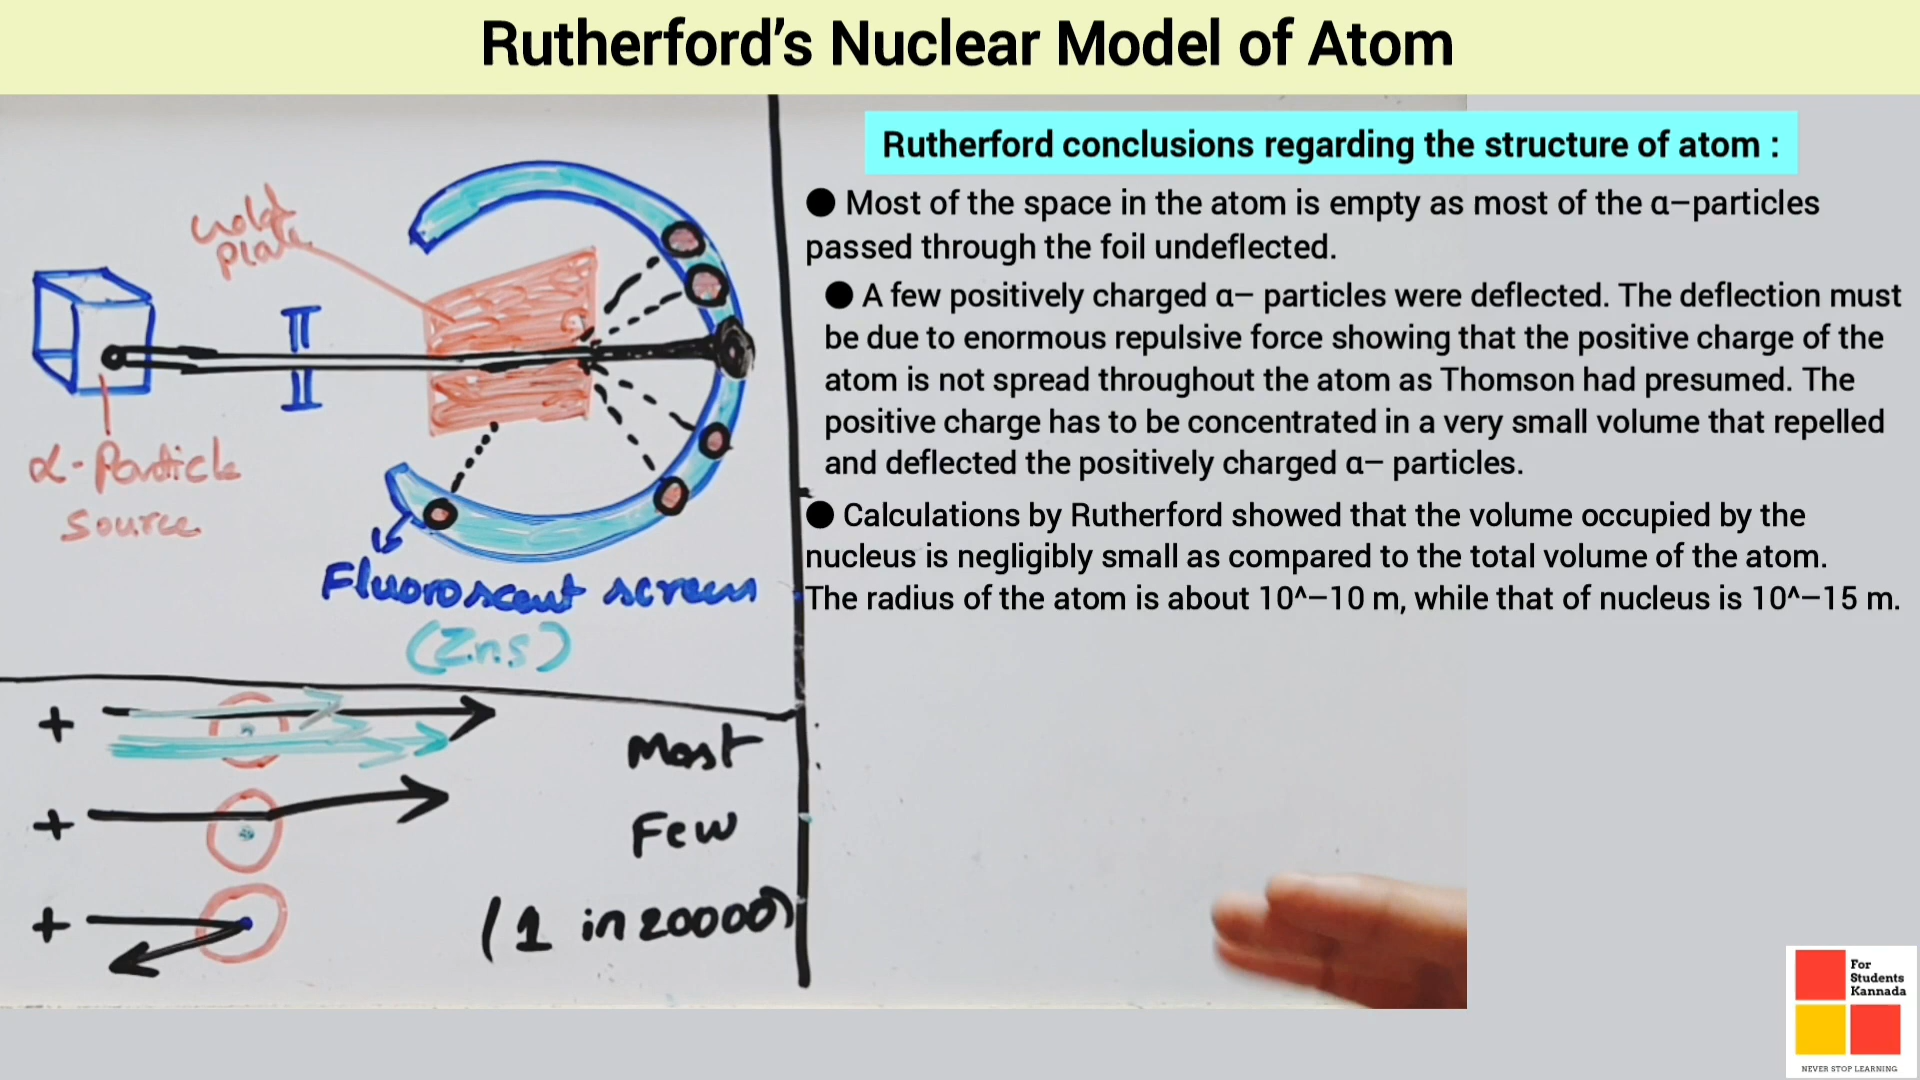 Rutherford's Nuclear Model of Atom
Rutherford conclusions regarding the structure of atom :
● Most of the space in the atom is empty as most of the α–particles
passed through the foil undeflected.
● A few positively charged α– particles were deflected. The deflection must
be due to enormous repulsive force showing that the positive charge of the
atom is not spread throughout the atom as Thomson had presumed. The
positive charge has to be concentrated in a very small volume that repelled
and deflected the positively charged α– particles.
● Calculations by Rutherford showed that the volume occupied by the
nucleus is negligibly small as compared to the total volume of the atom.
The radius of the atom is about 10^–10 m, while that of nucleus is 10^–15 m.
Gold
plate
α-Particle
Source
Fluoroscent screen
(Zns)
+ Most
+ Few
+ (1 in 20000)
For
Students
Kannada
NEVER STOP LEARNING